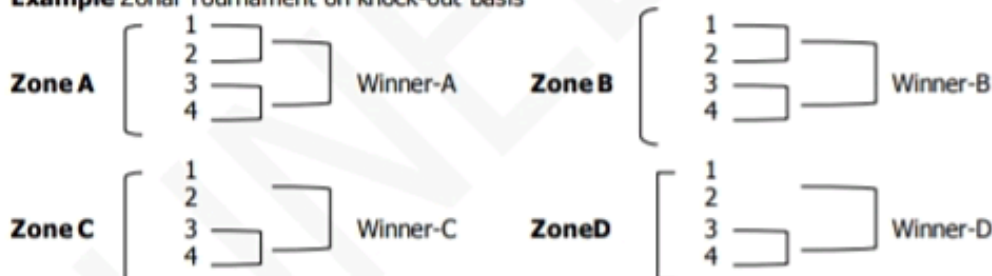 Example Zonal Tournament on knock-out basis
Zone A 1 2 3 4 Winner-A
Zone B 1 2 3 4 Winner-B
Zone C 1 2 3 4 Winner-C
ZoneD 1 2 3 4 Winner-D